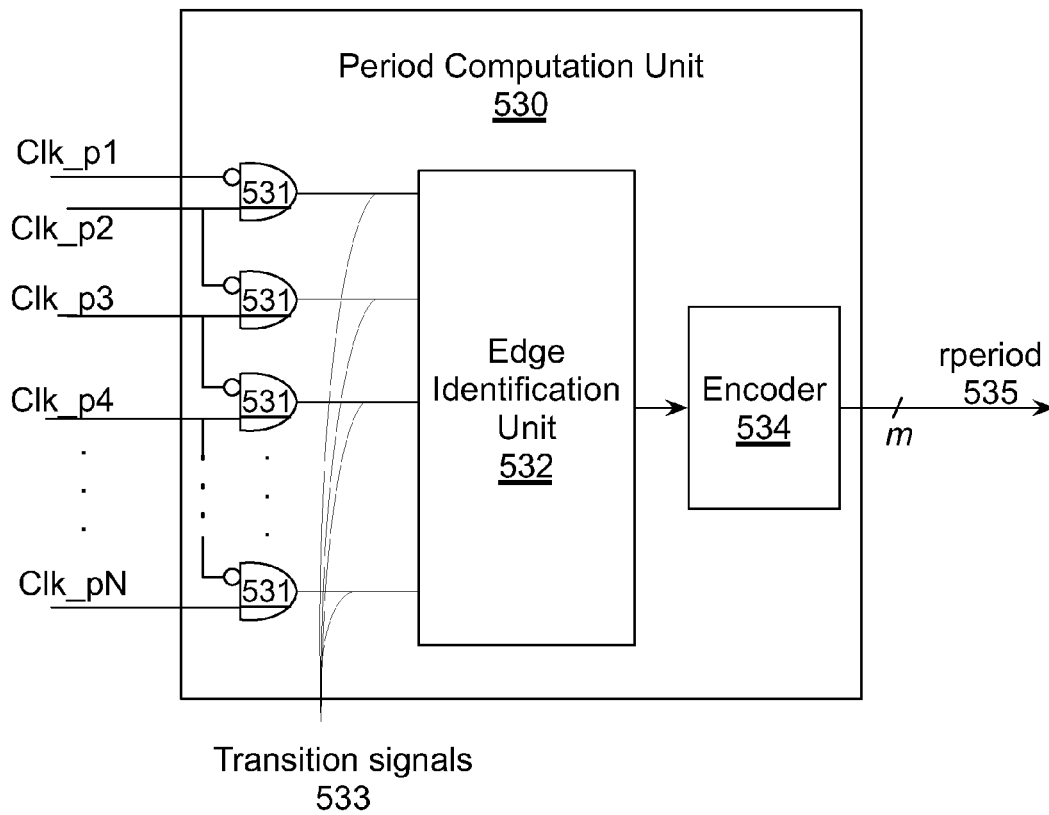 Period Computation Unit
530
Clk_p1
531
Clk_p2
531
Clk_p3
Edge
Identification
Unit
532
Encoder
534
rperiod
535
m
531
Clk_p4
531
Clk_pN
Transition signals
533